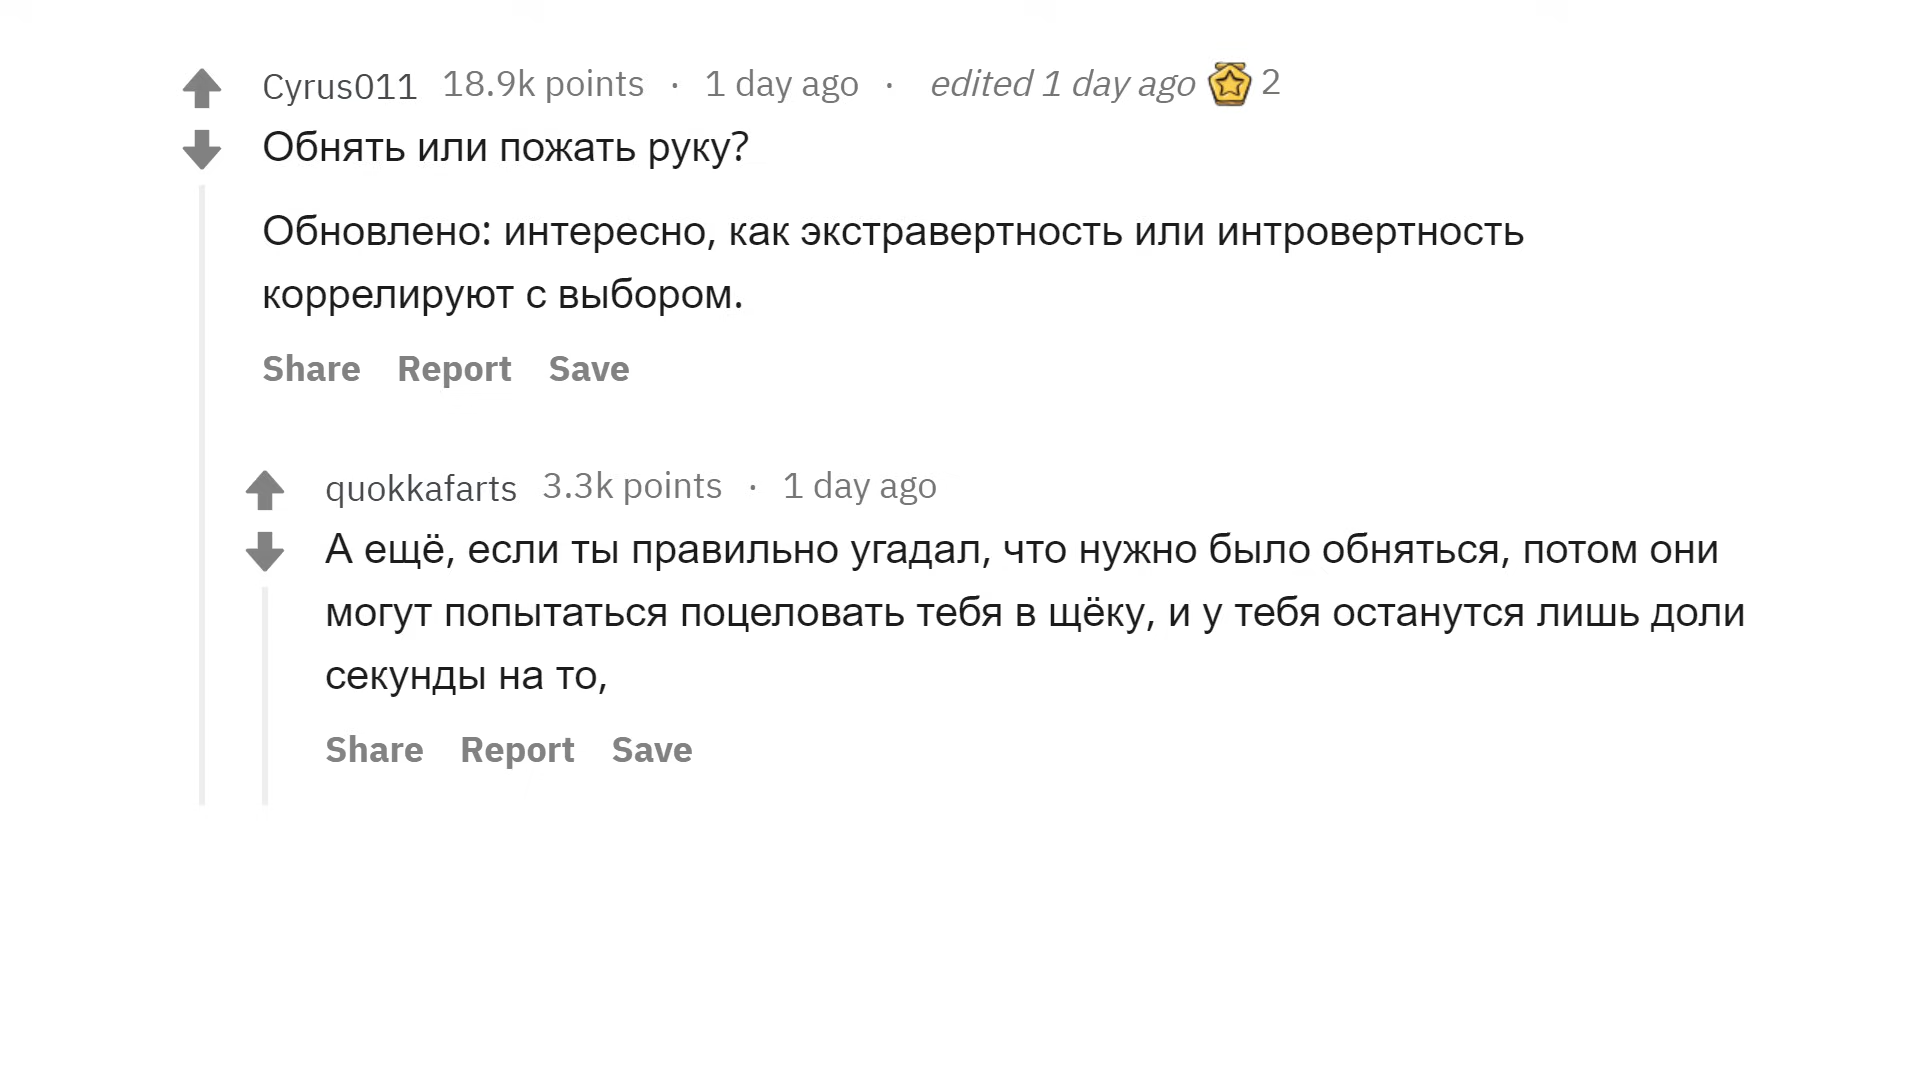 Cyrus011 18.9k points · 1 day ago · edited 1 day ago 2
Обнять или пожать руку?
Обновлено: интересно, как экстравертность или интровертность
коррелируют с выбором.
Share Report Save
quokkafarts 3.3k points · 1 day ago
А ещё, если ты правильно угадал, что нужно было обняться, потом они
могут попытаться поцеловать тебя в щёку, и у тебя останутся лишь доли
секунды на то,
Share Report Save